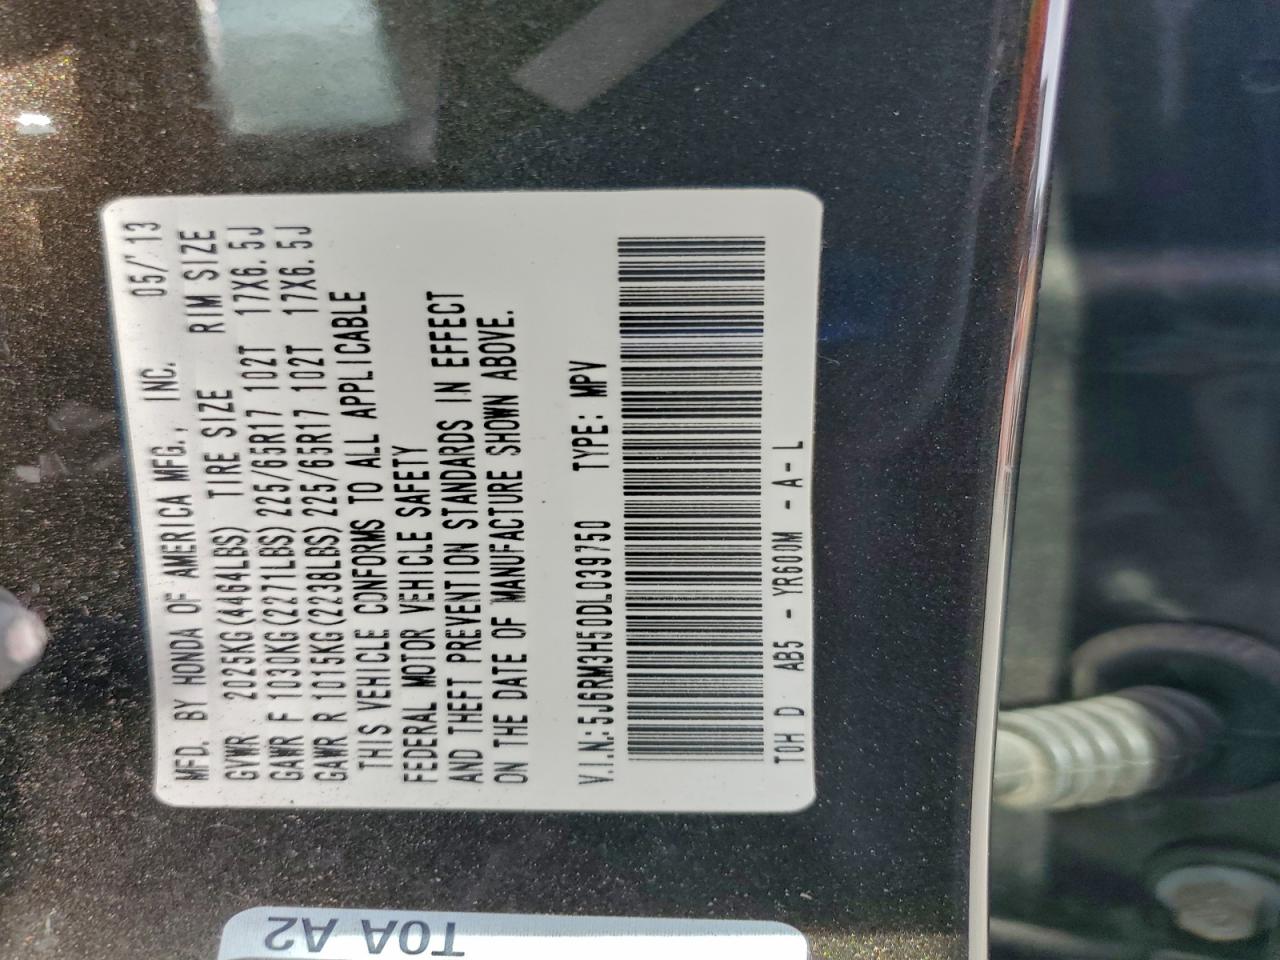 MFD. BY HONDA OF AMERICA MFG., INC. 05/'13
GVWR 2125KG(4464LBS) TIRE SIZE RIM SIZE
GAWR F 1030KG(2271LBS) 225/65R17 102T 17X6.5J
GAWR R 1015KG(2238LBS) 225/65R17 102T 17X6.5J
THIS VEHICLE CONFORMS TO ALL APPLICABLE
FEDERAL MOTOR VEHICLE SAFETY
AND THEFT PREVENTION STANDARDS IN EFFECT
ON THE DATE OF MANUFACTURE SHOWN ABOVE.
V.I.N.: 5J6RM3H50DL039750 TYPE: MPV
TOH D AB5 - YR600M - A-L
TOA A2